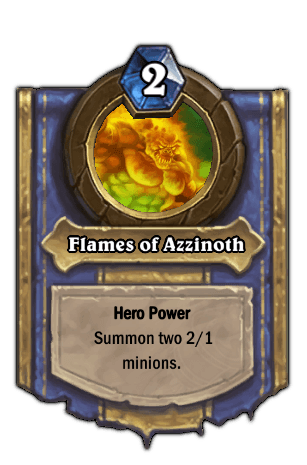 2
Flames of Azzinoth
Hero Power
Summon two 2/1
minions.